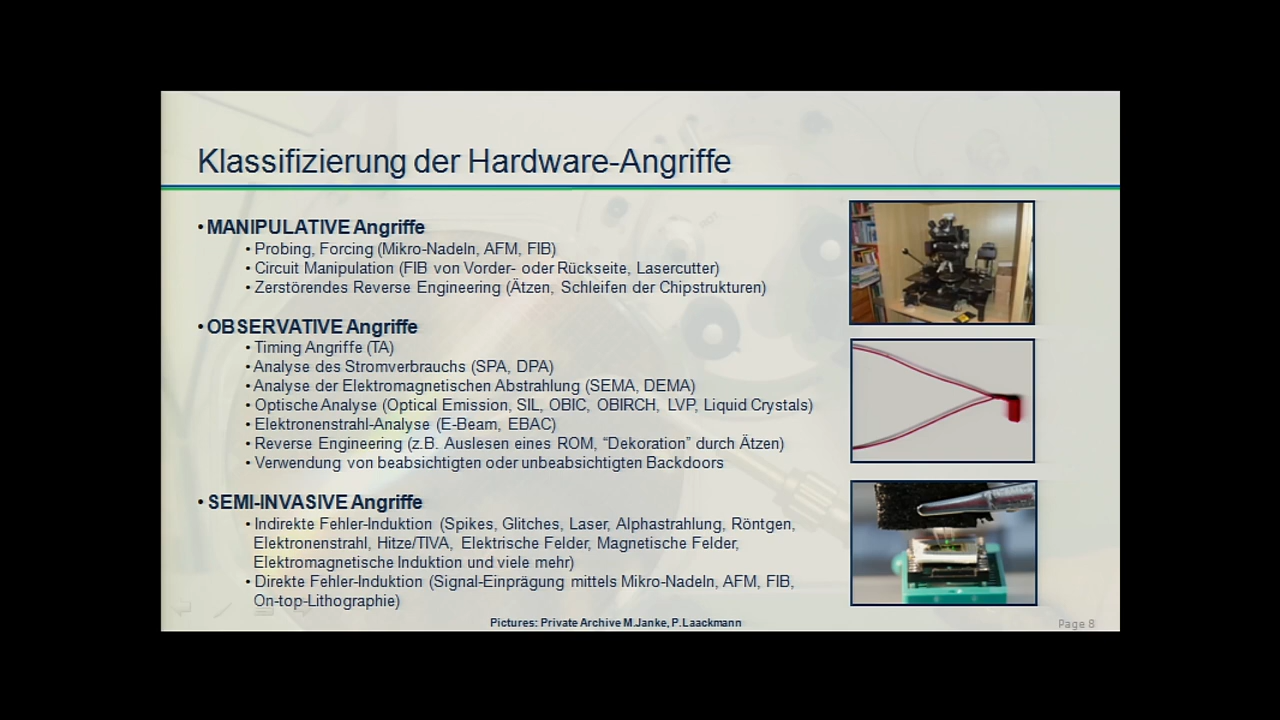 Klassifizierung der Hardware-Angriffe
• MANIPULATIVE Angriffe
• Probing, Forcing (Mikro-Nadeln, AFM, FIB)
• Circuit Manipulation (FIB von Vorder- oder Rückseite, Lasercutter)
• Zerstörendes Reverse Engineering (Ätzen, Schleifen der Chipstrukturen)
• OBSERVATIVE Angriffe
• Timing Angriffe (TA)
• Analyse des Stromverbrauchs (SPA, DPA)
• Analyse der Elektromagnetischen Abstrahlung (SEMA, DEMA)
• Optische Analyse (Optical Emission, SIL, OBIC, OBIRCH, LVP, Liquid Crystals)
• Elektronenstrahl-Analyse (E-Beam, EBAC)
• Reverse Engineering (z.B. Auslesen eines ROM, “Dekoration” durch Ätzen)
• Verwendung von beabsichtigten oder unbeabsichtigten Backdoors
• SEMI-INVASIVE Angriffe
• Indirekte Fehler-Induktion (Spikes, Glitches, Laser, Alphastrahlung, Röntgen,
Elektronenstrahl, Hitze/TIVA, Elektrische Felder, Magnetische Felder,
Elektromagnetische Induktion und viele mehr)
• Direkte Fehler-Induktion (Signal-Einprägung mittels Mikro-Nadeln, AFM, FIB,
On-top-Lithographie)
Pictures: Private Archive M.Janke, P.Laackmann
Page 8